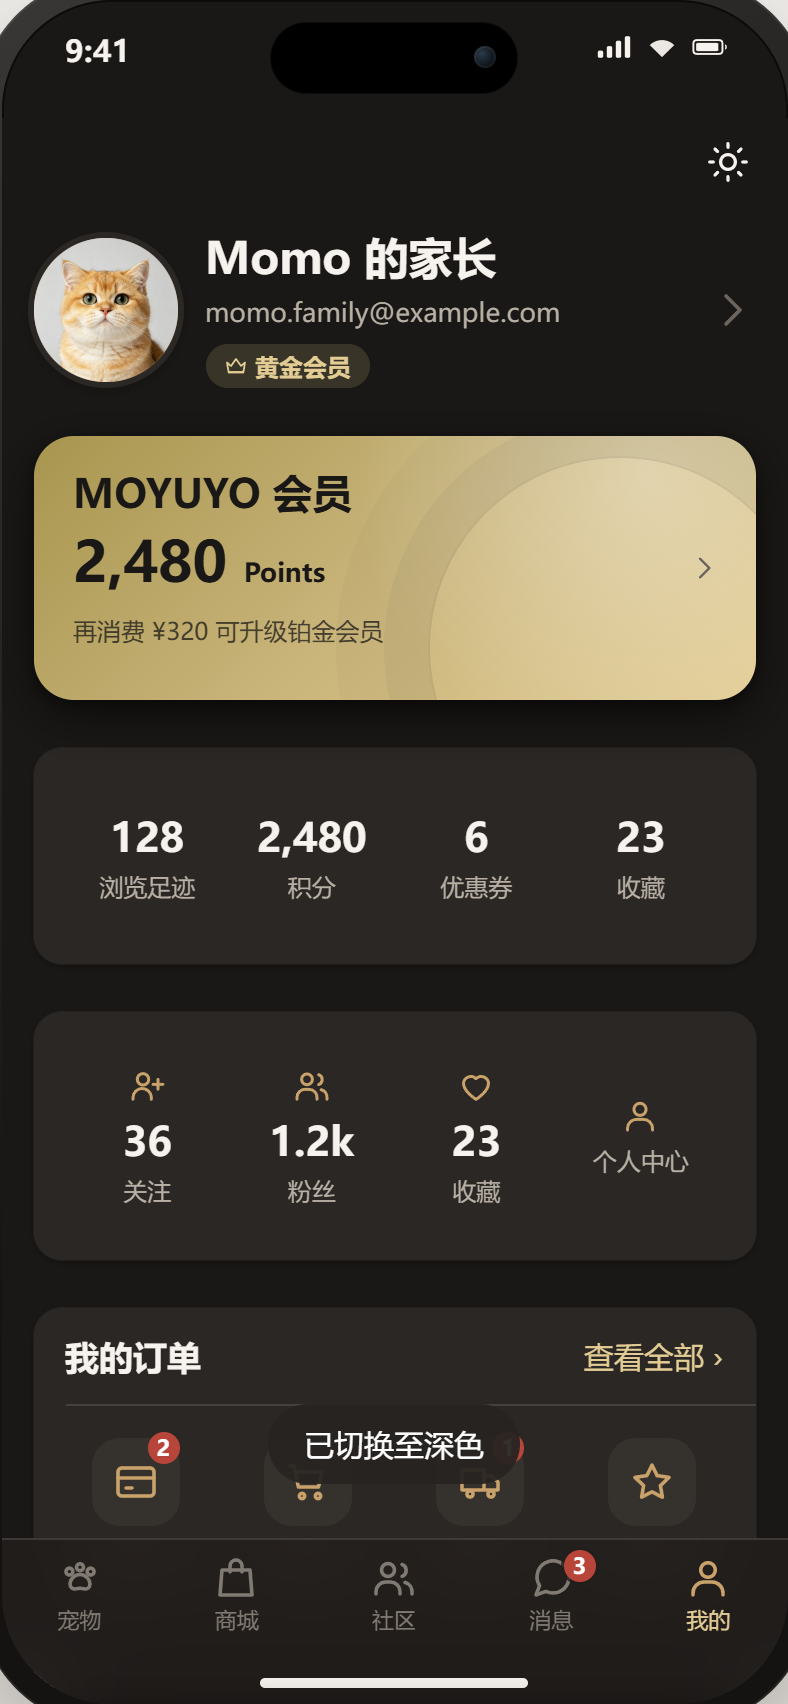 9:41
Momo 的家长
momo.family@example.com
黄金会员
MOYUYO 会员
2,480 Points
再消费 ¥320 可升级铂金会员
128 2,480 6 23
浏览足迹 积分 优惠券 收藏
36 1.2k 23
个人中心
关注 粉丝 收藏
我的订单 查看全部 ›
2 1
已切换至深色
3
宠物 商城 社区 消息 我的